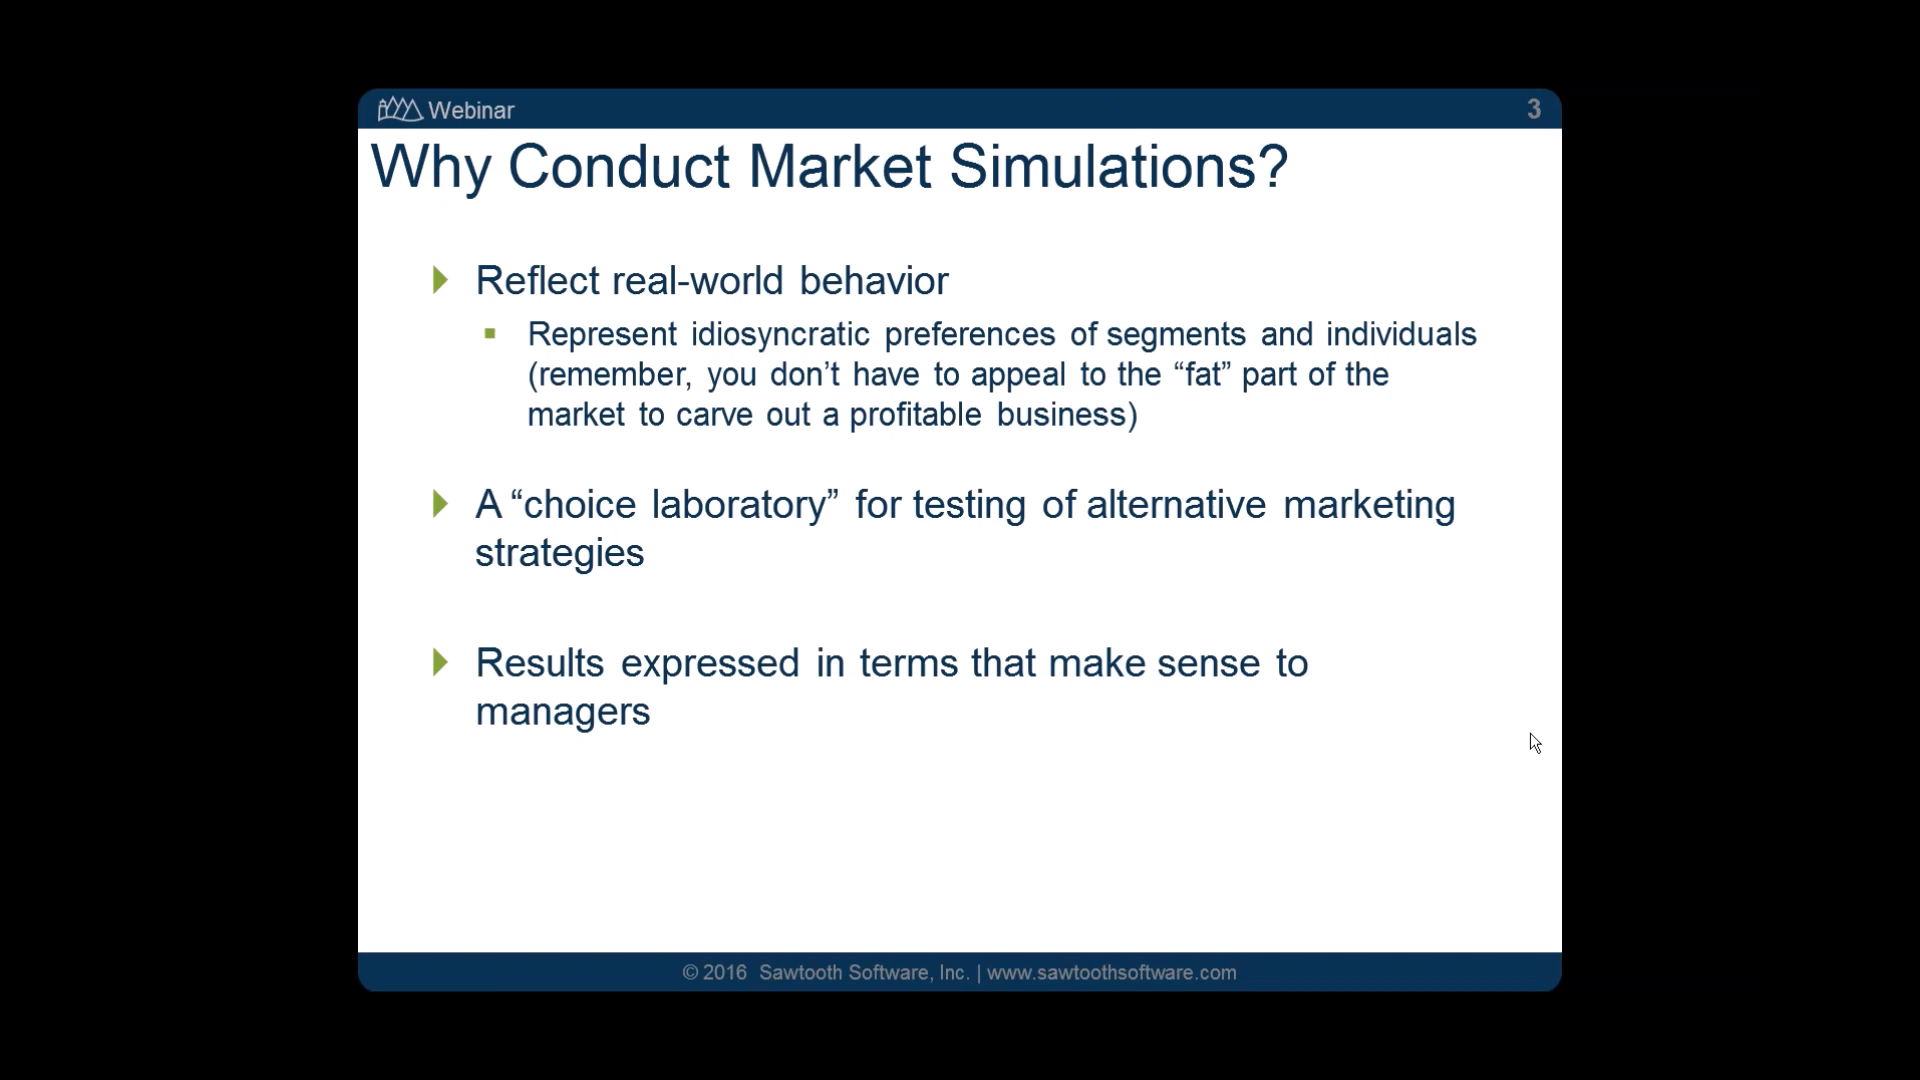 Webinar
3
Why Conduct Market Simulations?
Reflect real-world behavior
Represent idiosyncratic preferences of segments and individuals
(remember, you don’t have to appeal to the “fat” part of the
market to carve out a profitable business)
A “choice laboratory” for testing of alternative marketing
strategies
Results expressed in terms that make sense to
managers
© 2016 Sawtooth Software, Inc. | www.sawtoothsoftware.com